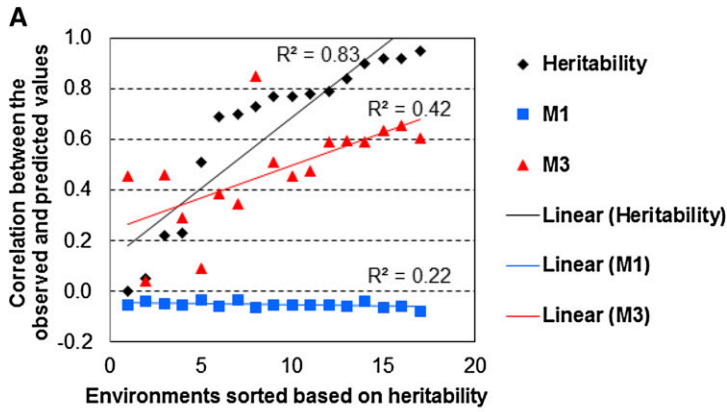 A
Correlation between the
observed and predicted values
1.0
0.8
0.6
0.4
0.2
0.0
-0.2
R² = 0.83
R² = 0.42
R² = 0.22
0
5
10
15
20
Environments sorted based on heritability
Heritability
M1
M3
Linear (Heritability)
Linear (M1)
Linear (M3)